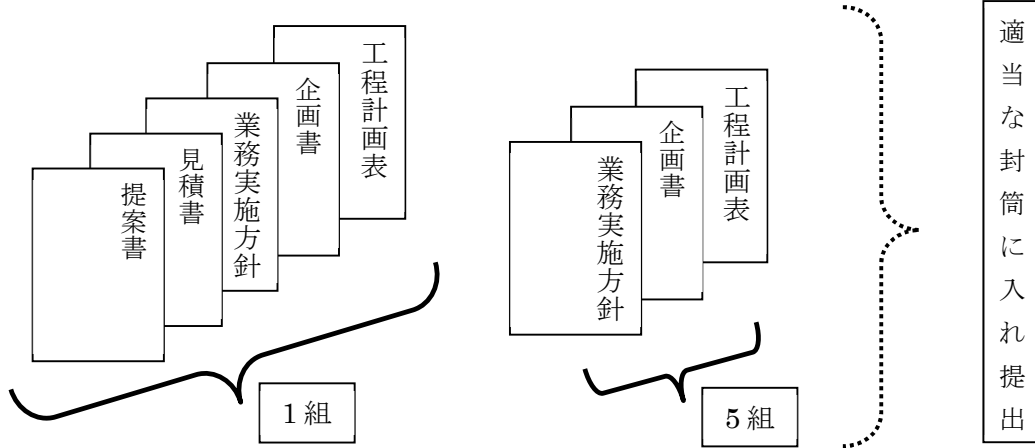 提案書
見積書
業務実施方針
企画書
工程計画表
1組
業務実施方針
企画書
工程計画表
5組
適当な封筒に入れ提出